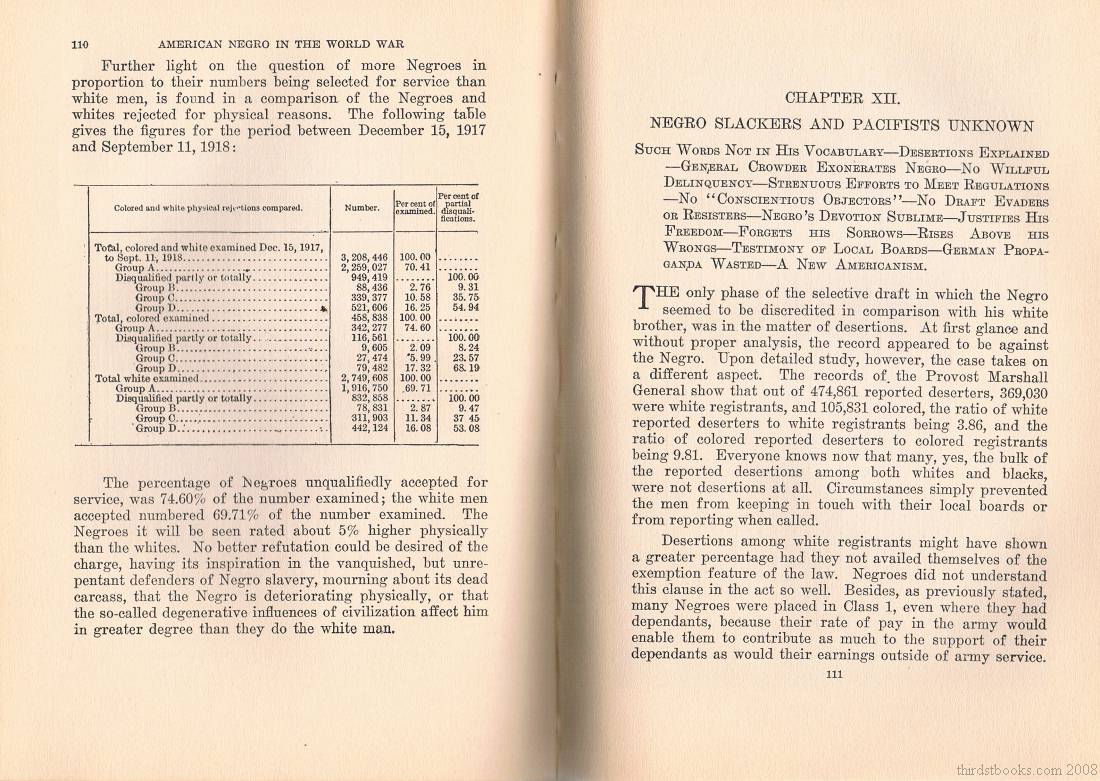 110 AMERICAN NEGRO IN THE WORLD WAR
Further light on the question of more Negroes in
proportion to their numbers being selected for service than
white men, is found in a comparison of the Negroes and
whites rejected for physical reasons. The following table
gives the figures for the period between December 15, 1917
and September 11, 1918:
Colored and white physical rejections compared. Number. Per cent of examined. Per cent of partial disquali-fications.
Total, colored and white examined Dec. 15, 1917,
to Sept. 11, 1918 3,208,446 100.00
Group A 2,259,027 70.41
Disqualified partly or totally 949,419 100.00
Group B 88,436 2.76 9.31
Group C 339,377 10.58 35.75
Group D 521,606 16.25 54.94
Total, colored examined 458,838 100.00
Group A 342,277 74.60
Disqualified partly or totally 116,561 100.00
Group B 9,605 2.09 8.24
Group C 27,474 5.99 23.57
Group D 79,482 17.32 68.19
Total white examined 2,749,608 100.00
Group A 1,916,750 69.71
Disqualified partly or totally 832,858 100.00
Group B 78,831 2.87 9.47
Group C 311,903 11.34 37 45
Group D 442,124 16.08 53.08
The percentage of Negroes unqualifiedly accepted for
service, was 74.60% of the number examined; the white men
accepted numbered 69.71% of the number examined. The
Negroes it will be seen rated about 5% higher physically
than the whites. No better refutation could be desired of the
charge, having its inspiration in the vanquished, but unre-
pentant defenders of Negro slavery, mourning about its dead
carcass, that the Negro is deteriorating physically, or that
the so-called degenerative influences of civilization affect him
in greater degree than they do the white man.
CHAPTER XII.
NEGRO SLACKERS AND PACIFISTS UNKNOWN
SUCH WORDS NOT IN HIS VOCABULARY—DESERTIONS EXPLAINED
—GENERAL CROWDER EXONERATES NEGRO—NO WILLFUL
DELINQUENCY—STRENUOUS EFFORTS TO MEET REGULATIONS
—NO "CONSCIENTIOUS OBJECTORS"—NO DRAFT EVADERS
OR RESISTERS—NEGRO'S DEVOTION SUBLIME—JUSTIFIES HIS
FREEDOM—FORGETS HIS SORROWS—RISES ABOVE HIS
WRONGS—TESTIMONY OF LOCAL BOARDS—GERMAN PROPA-
GANDA WASTED—A NEW AMERICANISM.
THE only phase of the selective draft in which the Negro
seemed to be discredited in comparison with his white
brother, was in the matter of desertions. At first glance and
without proper analysis, the record appeared to be against
the Negro. Upon detailed study, however, the case takes on
a different aspect. The records of the Provost Marshall
General show that out of 474,861 reported deserters, 369,030
were white registrants, and 105,831 colored, the ratio of white
reported deserters to white registrants being 3.86, and the
ratio of colored reported deserters to colored registrants
being 9.81. Everyone knows now that many, yes, the bulk of
the reported desertions among both whites and blacks,
were not desertions at all. Circumstances simply prevented
the men from keeping in touch with their local boards or
from reporting when called.
Desertions among white registrants might have shown
a greater percentage had they not availed themselves of the
exemption feature of the law. Negroes did not understand
this clause in the act so well. Besides, as previously stated,
many Negroes were placed in Class 1, even where they had
dependants, because their rate of pay in the army would
enable them to contribute as much to the support of their
dependants as would their earnings outside of army service.
111
thirdstbooks.com 2008